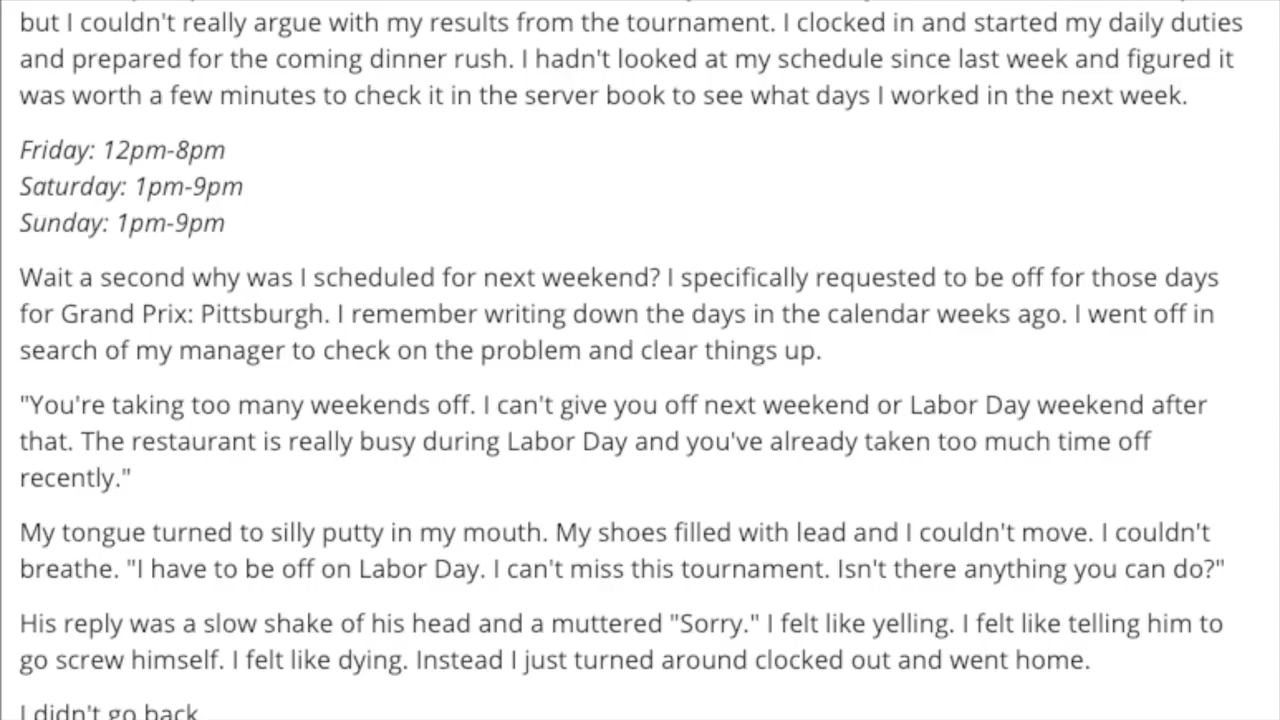 but I couldn't really argue with my results from the tournament. I clocked in and started my daily duties
and prepared for the coming dinner rush. I hadn't looked at my schedule since last week and figured it
was worth a few minutes to check it in the server book to see what days I worked in the next week.
Friday: 12pm-8pm
Saturday: 1pm-9pm
Sunday: 1pm-9pm
Wait a second why was I scheduled for next weekend? I specifically requested to be off for those days
for Grand Prix: Pittsburgh. I remember writing down the days in the calendar weeks ago. I went off in
search of my manager to check on the problem and clear things up.
"You're taking too many weekends off. I can't give you off next weekend or Labor Day weekend after
that. The restaurant is really busy during Labor Day and you've already taken too much time off
recently."
My tongue turned to silly putty in my mouth. My shoes filled with lead and I couldn't move. I couldn't
breathe. "I have to be off on Labor Day. I can't miss this tournament. Isn't there anything you can do?"
His reply was a slow shake of his head and a muttered "Sorry." I felt like yelling. I felt like telling him to
go screw himself. I felt like dying. Instead I just turned around clocked out and went home.
I didn't go back